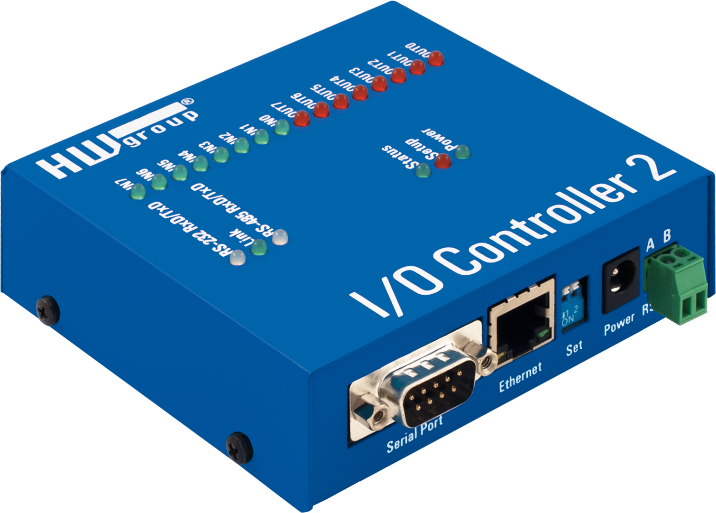 HW group®
OUT0
OUT1
OUT2
OUT3
OUT4
OUT5
OUT6
OUT7
IN0
IN1
IN2
IN3
IN4
IN5
IN6
IN7
Power
Setup
Status
RS-485 RxD/TxD
Link
RS-232 RxD/TxD
I/O Controller 2
A B
RS
Power
Set
1 2
ON
Ethernet
Serial Port